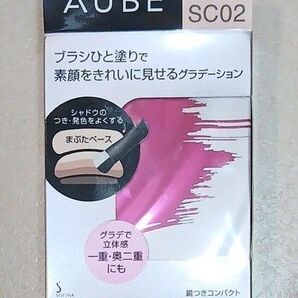 AUBE
SC02
ブラシひと塗りで
素顔をきれいに見せるグラデーション
シャドウの
つき・発色をよくする
まぶたベース
グラデで
立体感
一重・奥二重
にも
S
SOFINA
鏡つきコンパクト